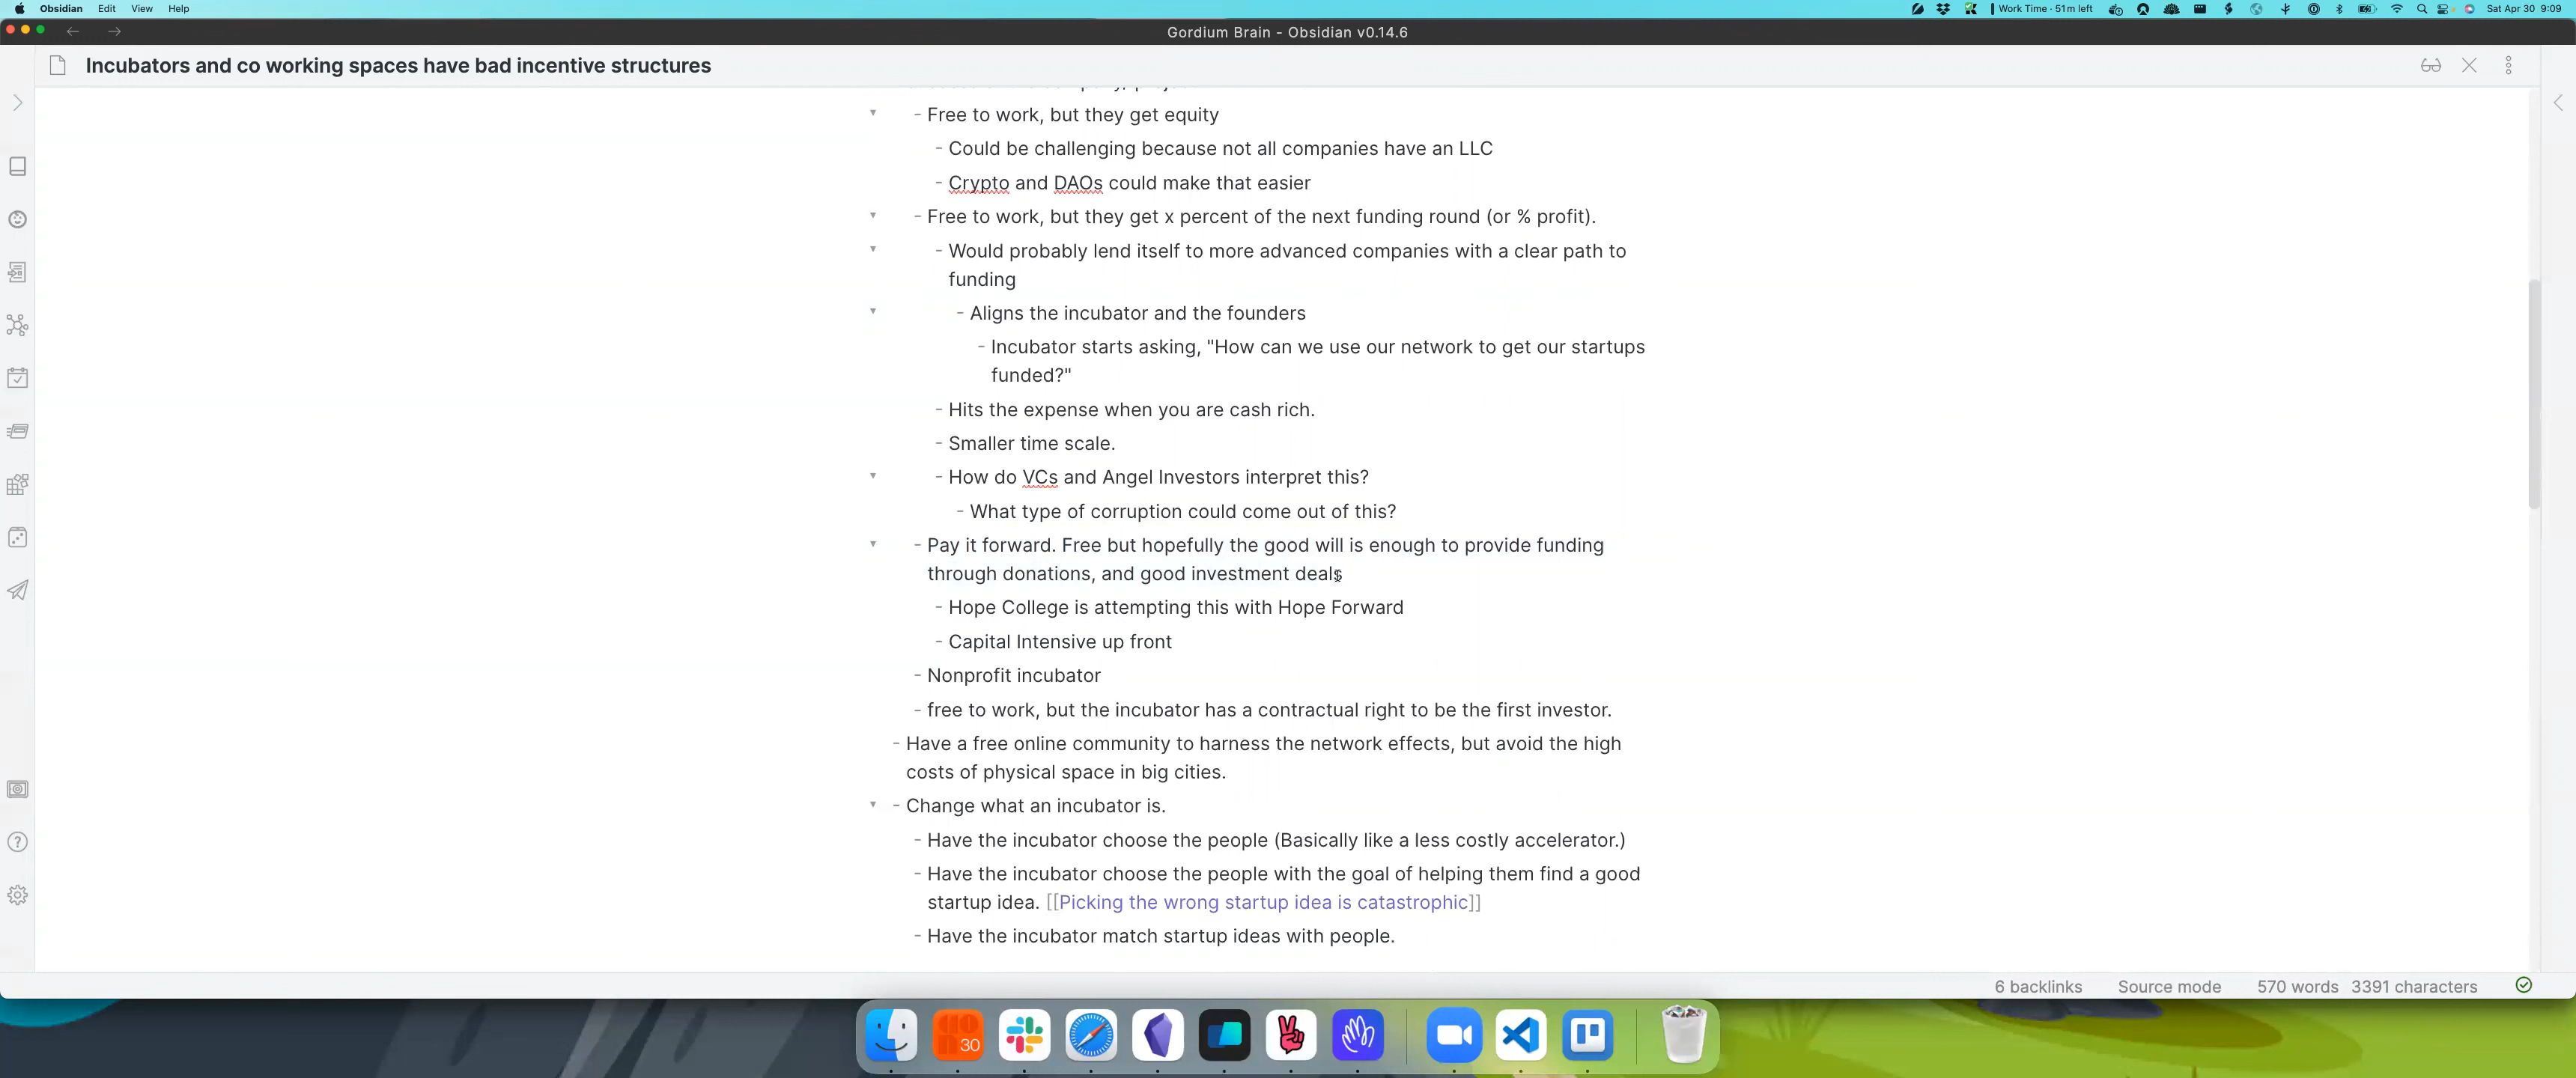 Obsidian Edit View Help
Work Time · 51m left
Sat Apr 30 9:09
Gordium Brain - Obsidian v0.14.6
Incubators and co working spaces have bad incentive structures
- Free to work, but they get equity
- Could be challenging because not all companies have an LLC
- Crypto and DAOs could make that easier
- Free to work, but they get x percent of the next funding round (or % profit).
- Would probably lend itself to more advanced companies with a clear path to
funding
- Aligns the incubator and the founders
- Incubator starts asking, "How can we use our network to get our startups
funded?"
- Hits the expense when you are cash rich.
- Smaller time scale.
- How do VCs and Angel Investors interpret this?
- What type of corruption could come out of this?
- Pay it forward. Free but hopefully the good will is enough to provide funding
through donations, and good investment deals
- Hope College is attempting this with Hope Forward
- Capital Intensive up front
- Nonprofit incubator
- free to work, but the incubator has a contractual right to be the first investor.
- Have a free online community to harness the network effects, but avoid the high
costs of physical space in big cities.
- Change what an incubator is.
- Have the incubator choose the people (Basically like a less costly accelerator.)
- Have the incubator choose the people with the goal of helping them find a good
startup idea. [[Picking the wrong startup idea is catastrophic]]
- Have the incubator match startup ideas with people.
6 backlinks Source mode 570 words 3391 characters
30